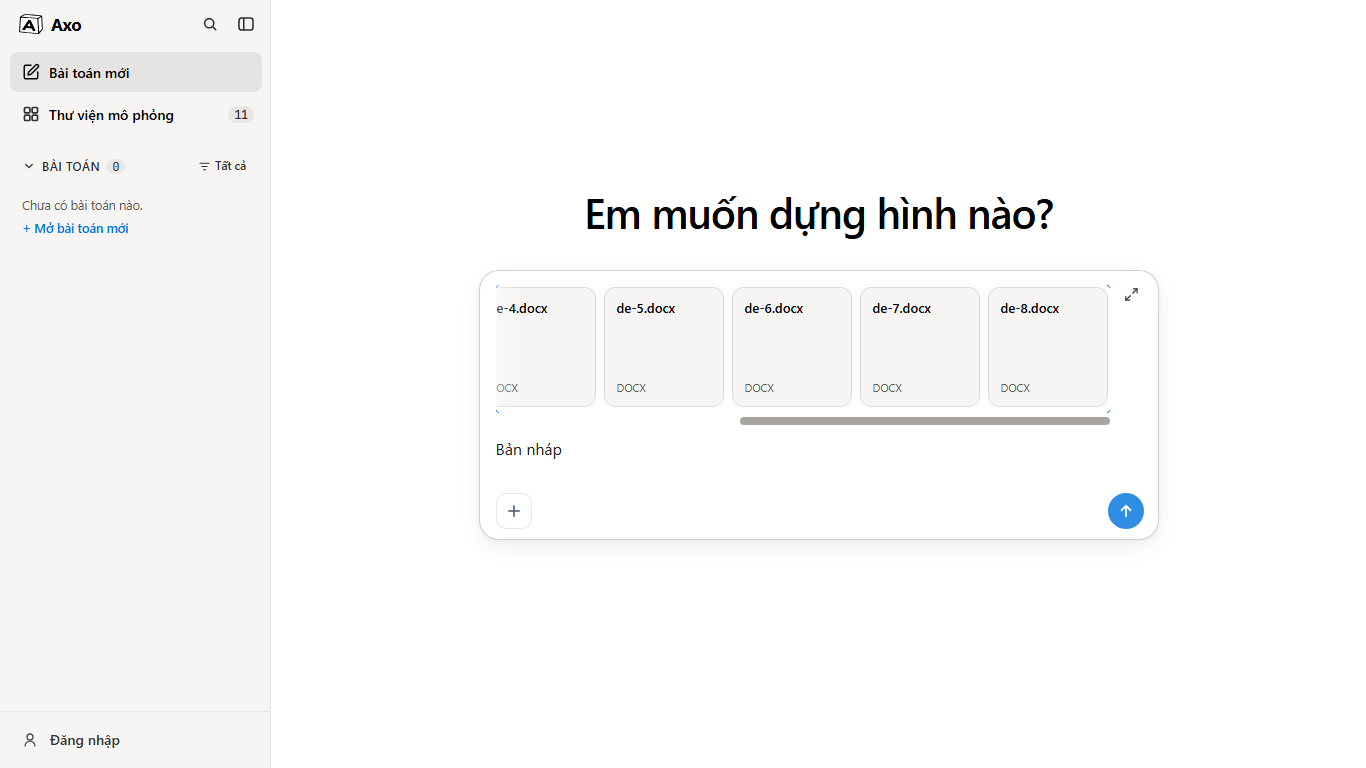 Axo
Bài toán mới
Thư viện mô phỏng 11
BÀI TOÁN 0 Tất cả
Chưa có bài toán nào.
+ Mở bài toán mới
Đăng nhập
Em muốn dựng hình nào?
e-4.docx de-5.docx de-6.docx de-7.docx de-8.docx
DOCX DOCX DOCX DOCX DOCX
Bản nháp